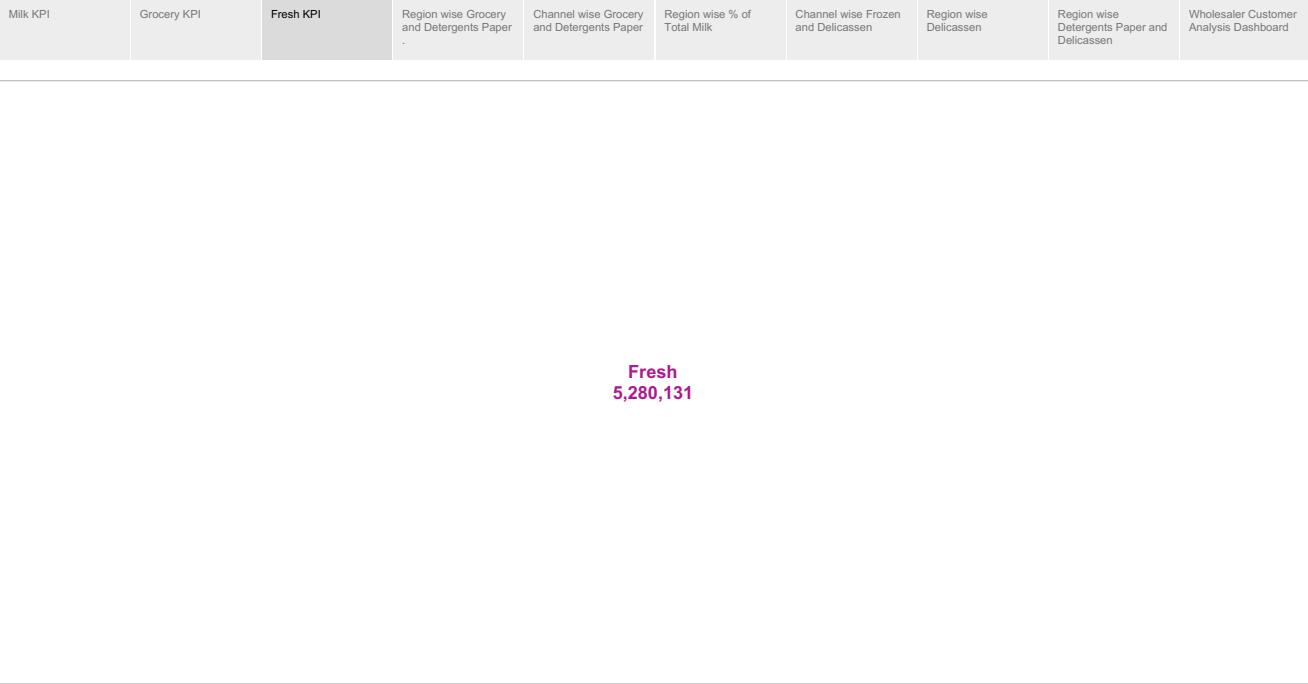 Milk KPI
Grocery KPI
Fresh KPI
Region wise Grocery
and Detergents Paper
.
Channel wise Grocery
and Detergents Paper
Region wise % of
Total Milk
Channel wise Frozen
and Delicassen
Region wise
Delicassen
Region wise
Detergents Paper and
Delicassen
Wholesaler Customer
Analysis Dashboard
Fresh
5,280,131